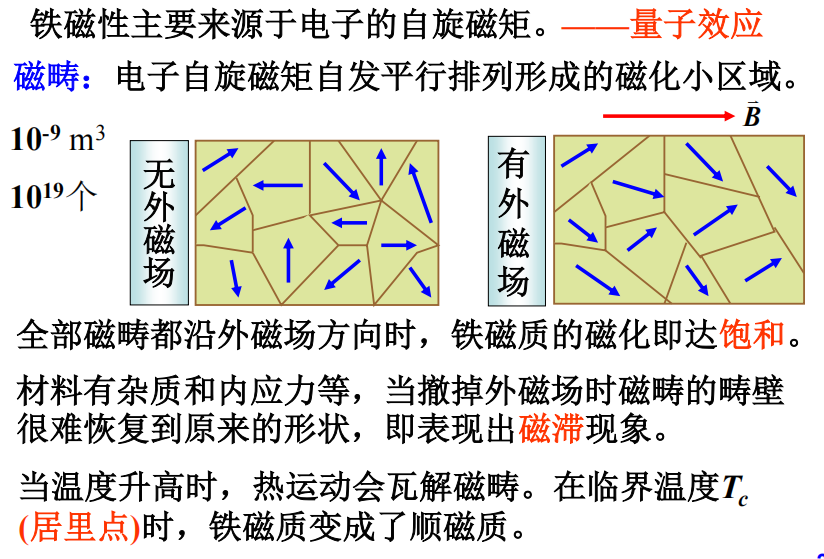 铁磁性主要来源于电子的自旋磁矩。——量子效应
磁畴：电子自旋磁矩自发平行排列形成的磁化小区域。
B⃗
10⁻⁹ m³
10¹⁹个
无外磁场
有外磁场
全部磁畴都沿外磁场方向时，铁磁质的磁化即达饱和。
材料有杂质和内应力等，当撤掉外磁场时磁畴的畴壁
很难恢复到原来的形状，即表现出磁滞现象。
当温度升高时，热运动会瓦解磁畴。在临界温度Tc
(居里点)时，铁磁质变成了顺磁质。